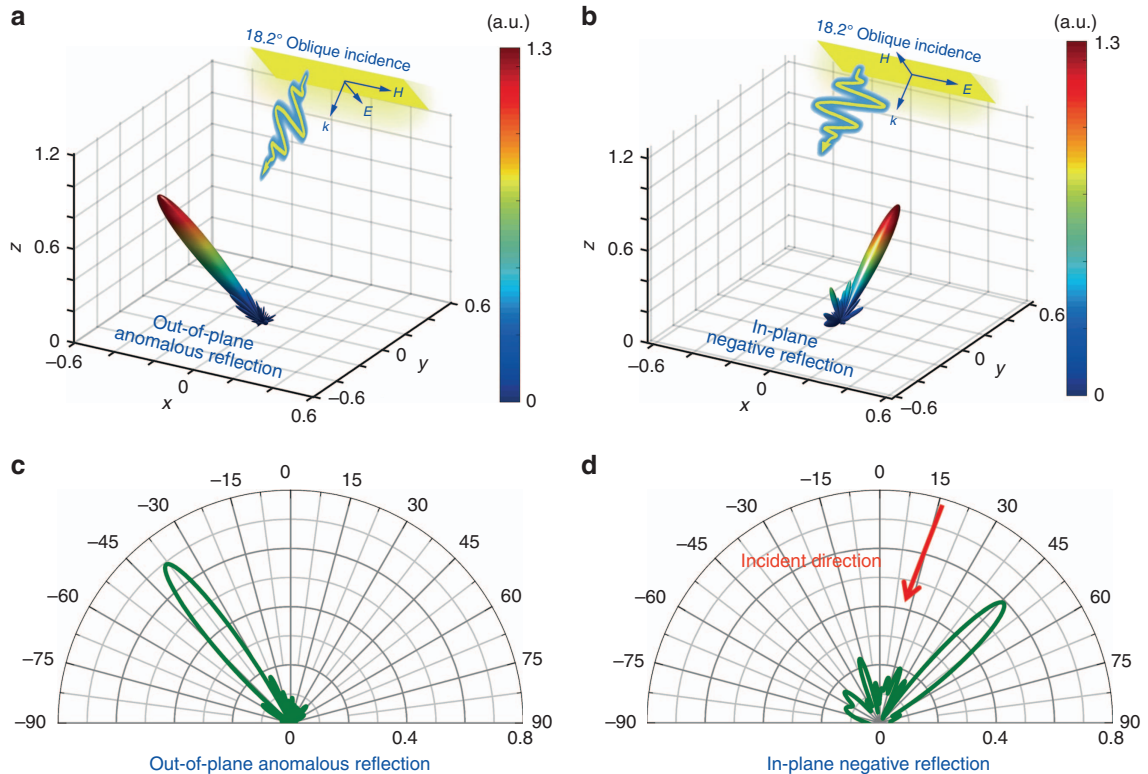 a
(a.u.)
1.3
0
18.2° Oblique incidence
H
E
k
1.2
0.6
0
z
−0.6
0
0.6
x
−0.6
0
0.6
y
Out-of-plane
anomalous reflection
b
(a.u.)
1.3
0
18.2° Oblique incidence
H
E
k
1.2
0.6
0
z
−0.6
0
0.6
x
−0.6
0
0.6
y
In-plane
negative reflection
c
−90
−75
−60
−45
−30
−15
0
15
30
45
60
75
90
0
0.4
0.8
Out-of-plane anomalous reflection
d
−90
−75
−60
−45
−30
−15
0
15
30
45
60
75
90
Incident direction
0
0.4
0.8
In-plane negative reflection